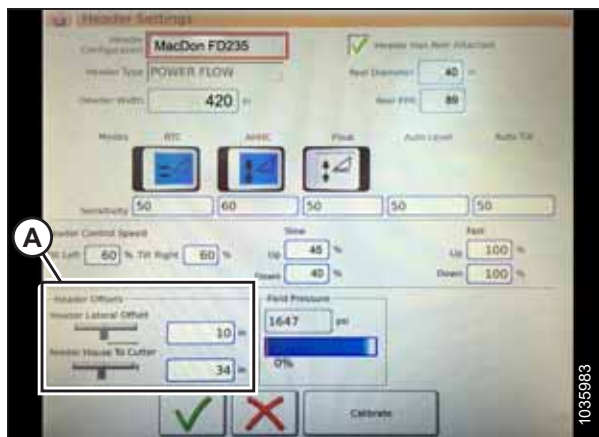 Header Settings
Header Configuration MacDon FD235 Header Has Reel Attached
Header Type POWER FLOW Reel Diameter 40 in
Header Width 420 in Reel PPR 89
Modes RTC AHHC Float Auto Level Auto Tilt
Sensitivity 50 60 50 50 50
Header Control Speed Slow Fast
Tilt Left 60 % Tilt Right 60 % Up 45 % Up 100 %
Down 40 % Down 100 %
A
Header Offsets Field Pressure
Header Lateral Offset 10 in 1647 psi
Feeder House To Cutter 34 in 0%
Calibrate
1035983